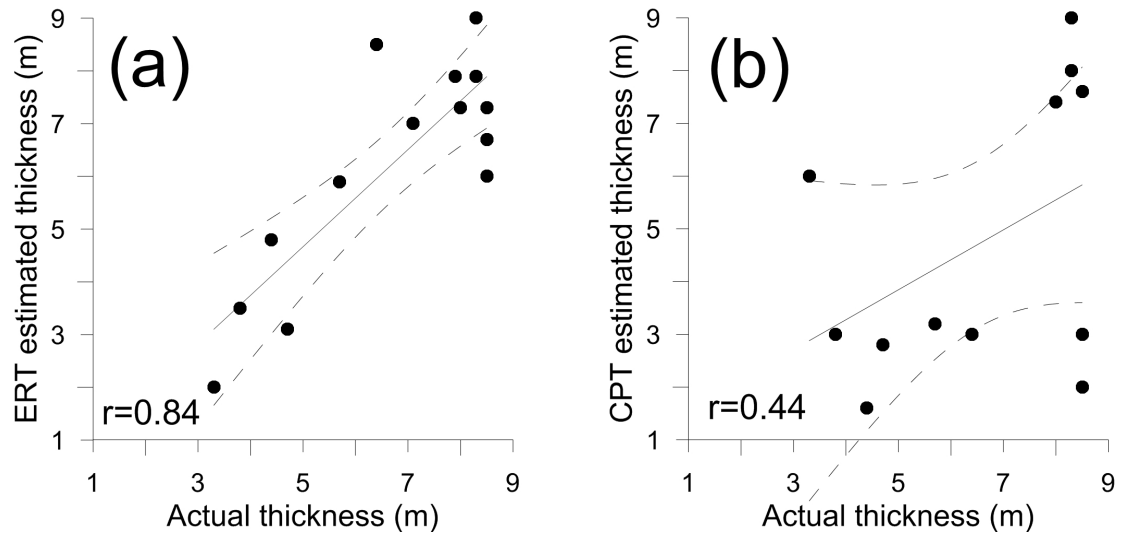 (a)
ERT estimated thickness (m)
9
7
5
3
1
r=0.84
1 3 5 7 9
Actual thickness (m)
(b)
CPT estimated thickness (m)
9
7
5
3
1
r=0.44
1 3 5 7 9
Actual thickness (m)